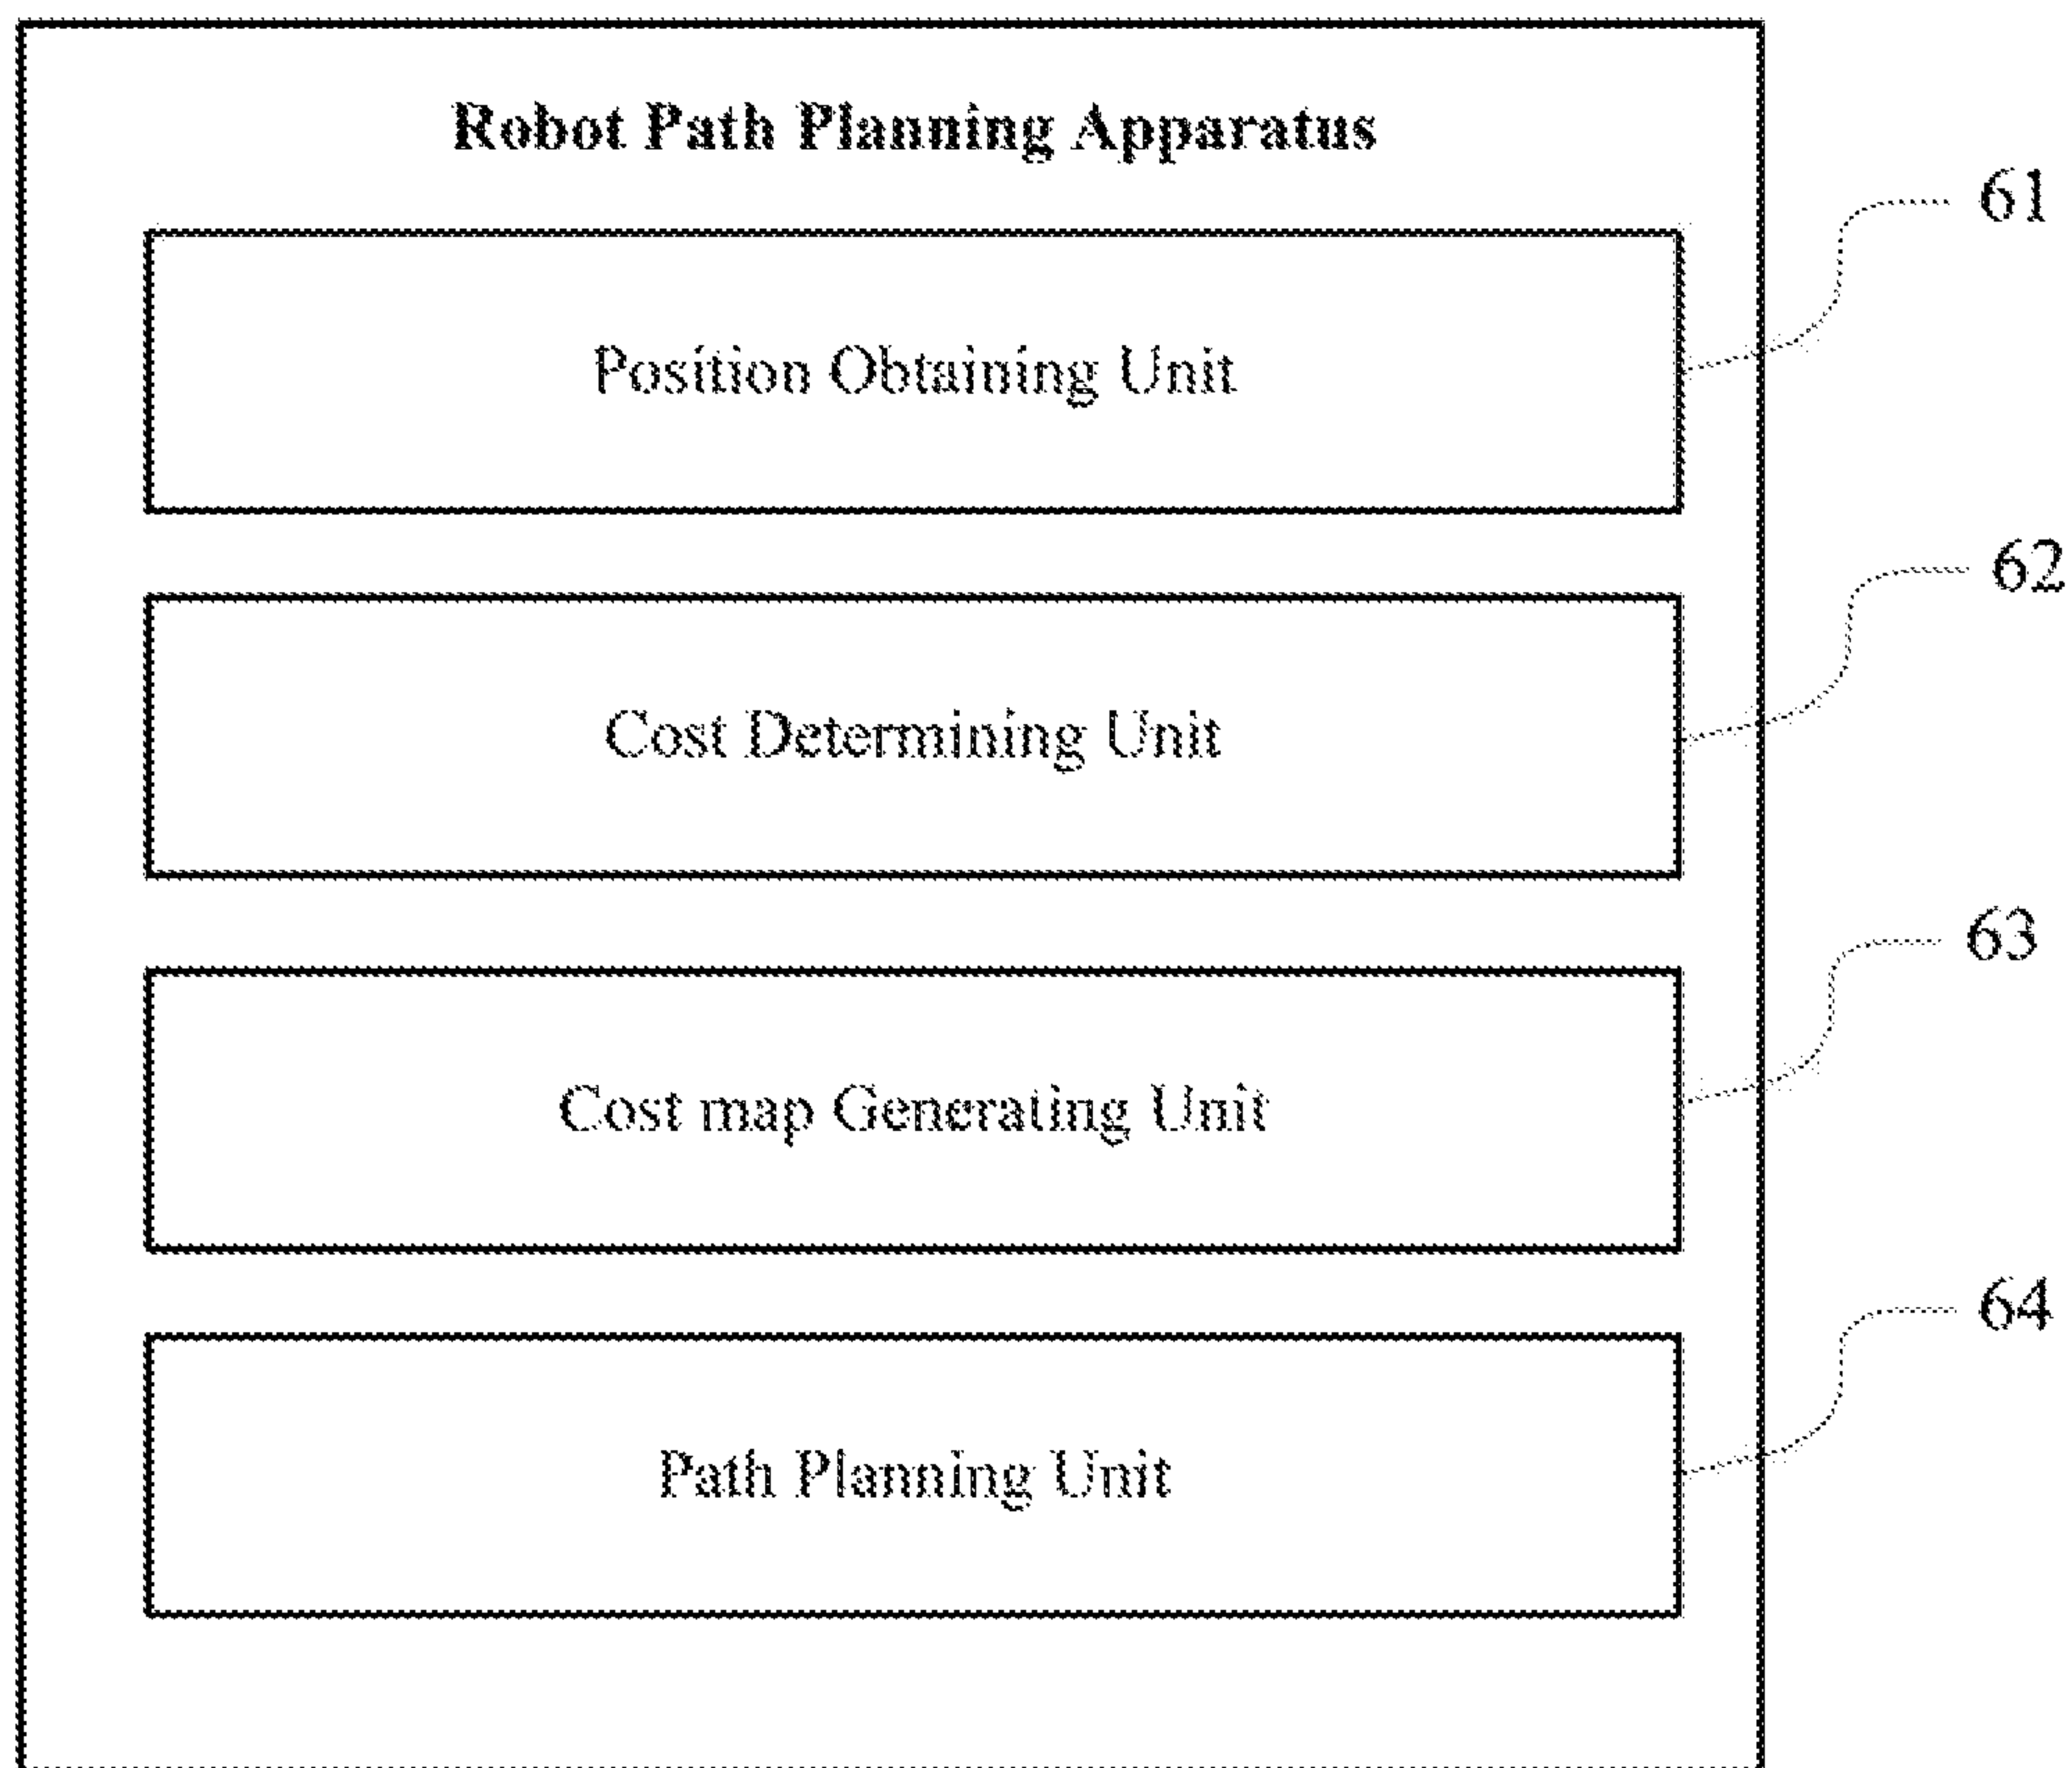 Robot Path Planning Apparatus
61
Position Obtaining Unit
62
Cost Determining Unit
63
Cost map Generating Unit
64
Path Planning Unit